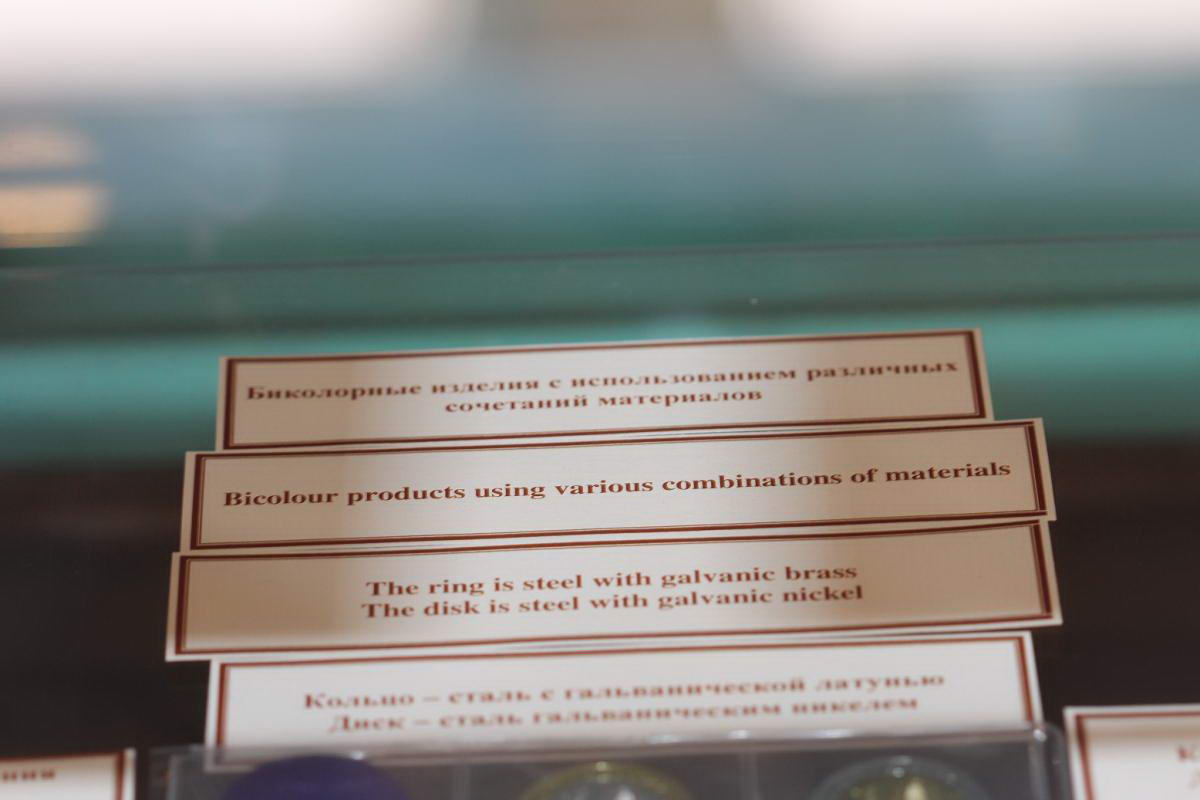 Биколорные изделия с использованием различных
сочетаний материалов
Bicolour products using various combinations of materials
The ring is steel with galvanic brass
The disk is steel with galvanic nickel
Кольцо – сталь с гальванической латунью
Диск – сталь гальваническим никелем